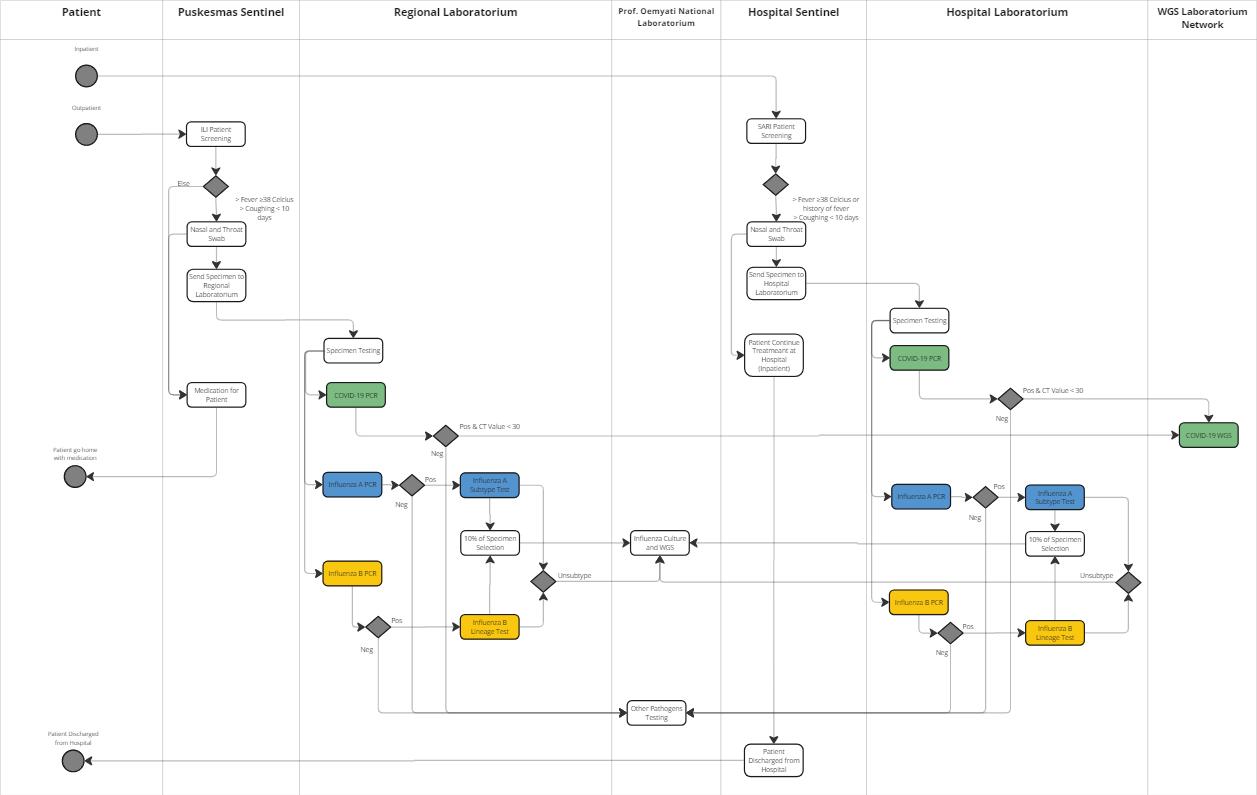 Patient
Puskesmas Sentinel
Regional Laboratorium
Prof. Oemyati National
Laboratorium
Hospital Sentinel
Hospital Laboratorium
WGS Laboratorium
Network
Inpatient
Outpatient
ILI Patient
Screening
Else
> Fever ≥38 Celcius
> Coughing < 10
days
Nasal and Throat
Swab
Send Specimen to
Regional
Laboratorium
Medication for
Patient
Patient go home
with medication
Specimen Testing
COVID-19 PCR
Pos & CT Value < 30
Neg
Influenza A PCR
Pos
Neg
Influenza A
Subtype Test
10% of Specimen
Selection
Influenza B PCR
Pos
Neg
Influenza B
Lineage Test
Unsubtype
Influenza Culture
and WGS
Other Pathogens
Testing
SARI Patient
Screening
> Fever ≥38 Celcius or
history of fever
> Coughing < 10 days
Nasal and Throat
Swab
Send Specimen to
Hospital
Laboratorium
Patient Continue
Treatmeant at
Hospital
(Inpatient)
Specimen Testing
COVID-19 PCR
Pos & CT Value < 30
Neg
COVID-19 WGS
Influenza A PCR
Pos
Neg
Influenza A
Subtype Test
10% of Specimen
Selection
Unsubtype
Influenza B PCR
Pos
Neg
Influenza B
Lineage Test
Patient
Discharged from
Hospital
Patient Discharged
from Hospital